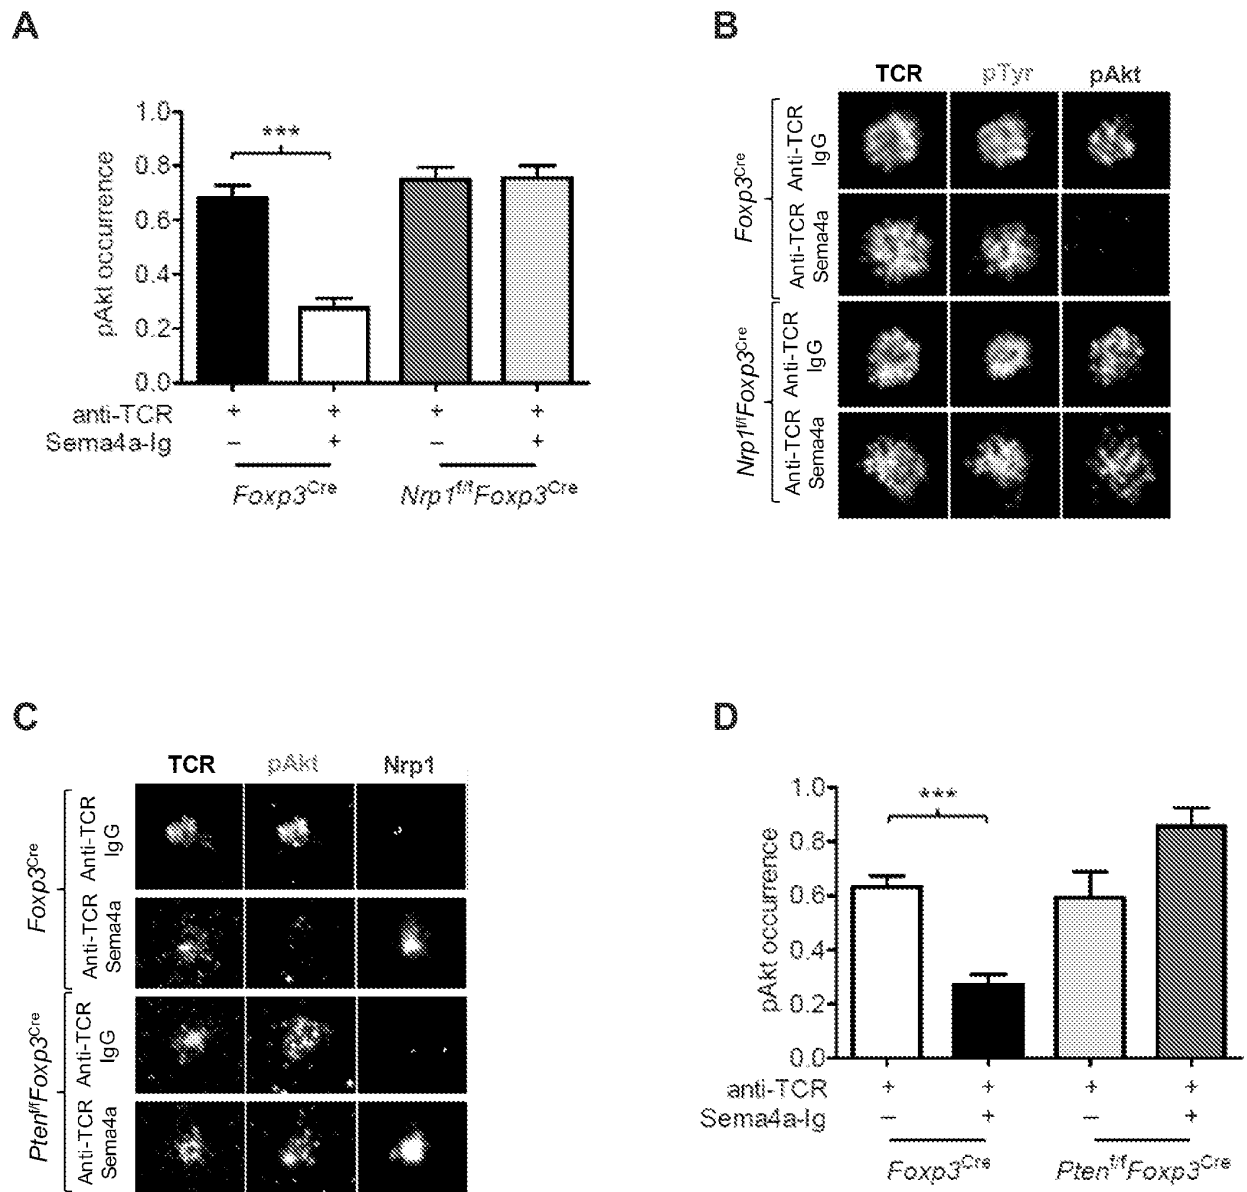 A
pAkt occurrence
1.0
0.8
0.6
0.4
0.2
0.0
***
anti-TCR + + + +
Sema4a-Ig – + – +
Foxp3Cre Nrp1f/fFoxp3Cre
B
TCR pTyr pAkt
Foxp3Cre
Anti-TCR
IgG
Anti-TCR
Sema4a
Nrp1f/fFoxp3Cre
Anti-TCR
IgG
Anti-TCR
Sema4a
C
TCR pAkt Nrp1
Foxp3Cre
Anti-TCR
IgG
Anti-TCR
Sema4a
Ptenf/fFoxp3Cre
Anti-TCR
IgG
Anti-TCR
Sema4a
D
pAkt occurrence
1.0
0.8
0.6
0.4
0.2
0.0
***
anti-TCR + + + +
Sema4a-Ig – + – +
Foxp3Cre Ptenf/fFoxp3Cre